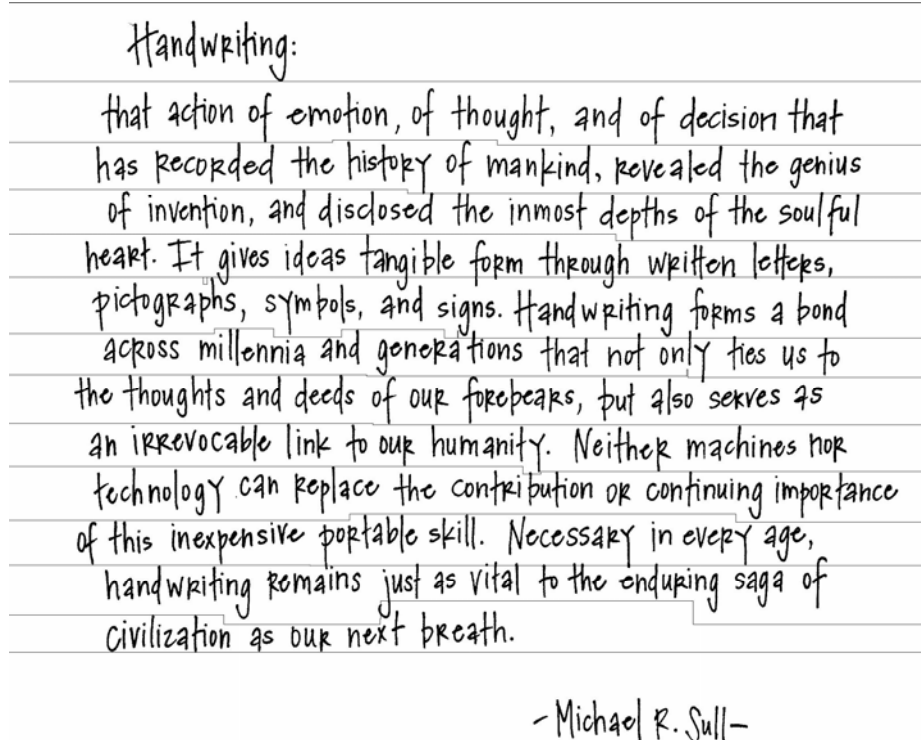 Handwriting:
that action of emotion, of thought, and of decision that
has recorded the history of mankind, revealed the genius
of invention, and disclosed the inmost depths of the soulful
heart. It gives ideas tangible form through written letters,
pictographs, symbols, and signs. Handwriting forms a bond
across millennia and generations that not only ties us to
the thoughts and deeds of our forebears, but also serves as
an irrevocable link to our humanity. Neither machines nor
technology can replace the contribution or continuing importance
of this inexpensive portable skill. Necessary in every age,
handwriting remains just as vital to the enduring saga of
civilization as our next breath.
- Michael R. Sull -